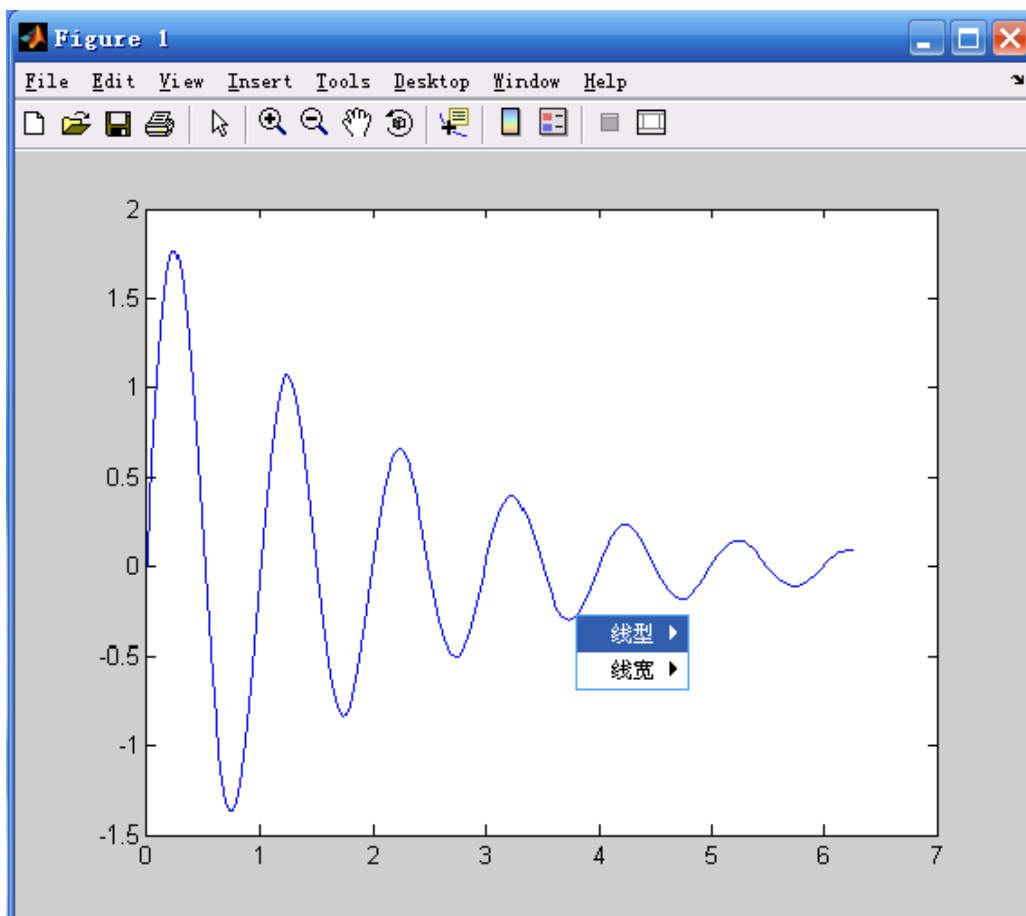 Figure 1
File Edit View Insert Tools Desktop Window Help
2
1.5
1
0.5
0
-0.5
-1
-1.5
0 1 2 3 4 5 6 7
线型
线宽